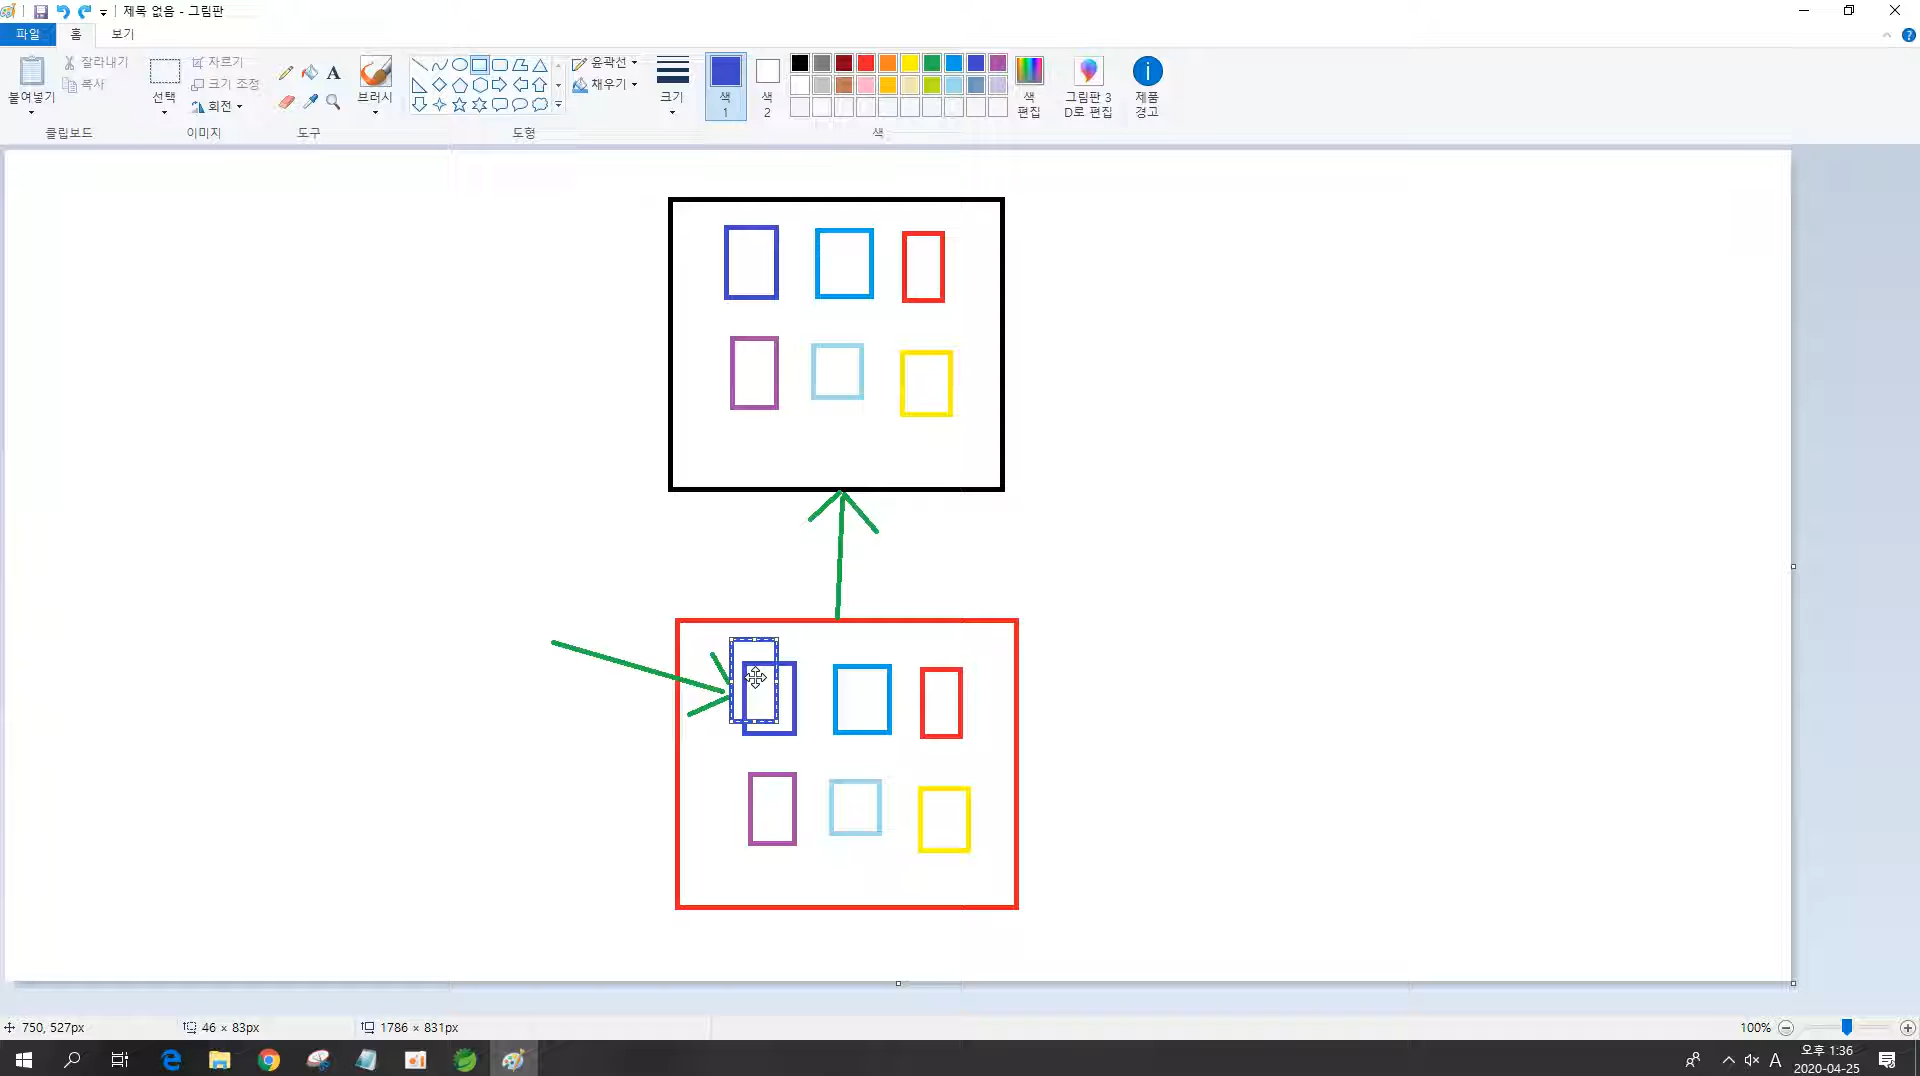 제목 없음 - 그림판
파일 홈 보기
붙여넣기
잘라내기
복사
클립보드
선택
자르기
크기 조정
회전
이미지
A
도구
브러시
윤곽선
채우기
도형
크기
색
1
색
2
색
색
편집
그림판 3
D로 편집
제품
경고
750, 527px
46 × 83px
1786 × 831px
100%
A
오후 1:36
2020-04-25